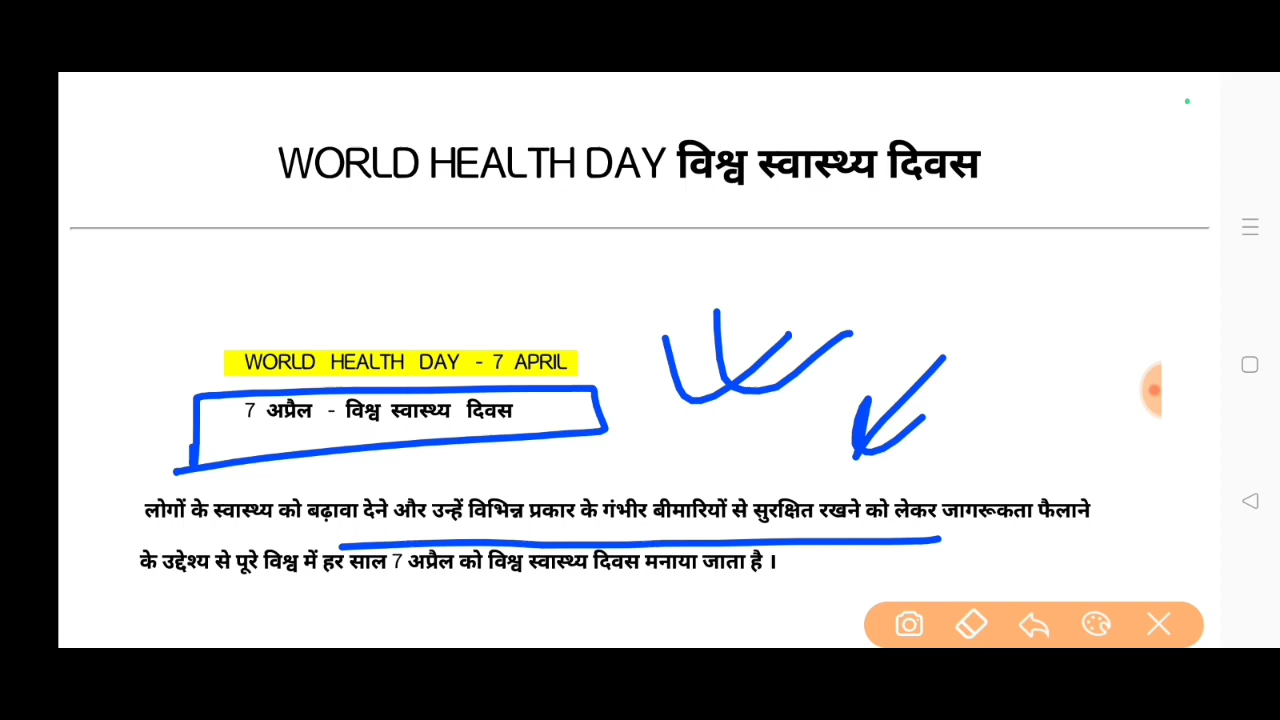 WORLD HEALTH DAY विश्व स्वास्थ्य दिवस
WORLD HEALTH DAY - 7 APRIL
7 अप्रैल - विश्व स्वास्थ्य दिवस
लोगों के स्वास्थ्य को बढ़ावा देने और उन्हें विभिन्न प्रकार के गंभीर बीमारियों से सुरक्षित रखने को लेकर जागरूकता फैलाने
के उद्देश्य से पूरे विश्व में हर साल 7 अप्रैल को विश्व स्वास्थ्य दिवस मनाया जाता है ।